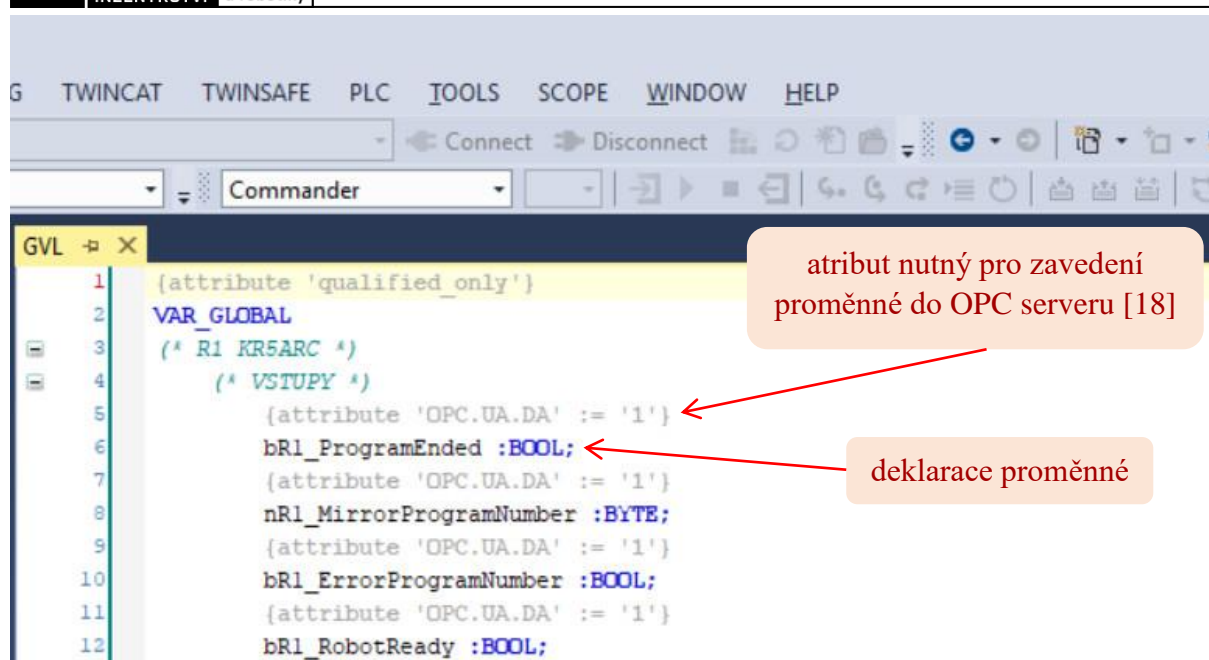 TWINCAT TWINSAFE PLC TOOLS SCOPE WINDOW HELP
Connect Disconnect
Commander
GVL
atribut nutný pro zavedení
proměnné do OPC serveru [18]
1 {attribute 'qualified_only'}
2 VAR_GLOBAL
3 (* R1 KR5ARC *)
4 (* VSTUPY *)
5 {attribute 'OPC.UA.DA' := '1'}
6 bR1_ProgramEnded :BOOL;
deklarace proměnné
7 {attribute 'OPC.UA.DA' := '1'}
8 nR1_MirrorProgramNumber :BYTE;
9 {attribute 'OPC.UA.DA' := '1'}
10 bR1_ErrorProgramNumber :BOOL;
11 {attribute 'OPC.UA.DA' := '1'}
12 bR1_RobotReady :BOOL;